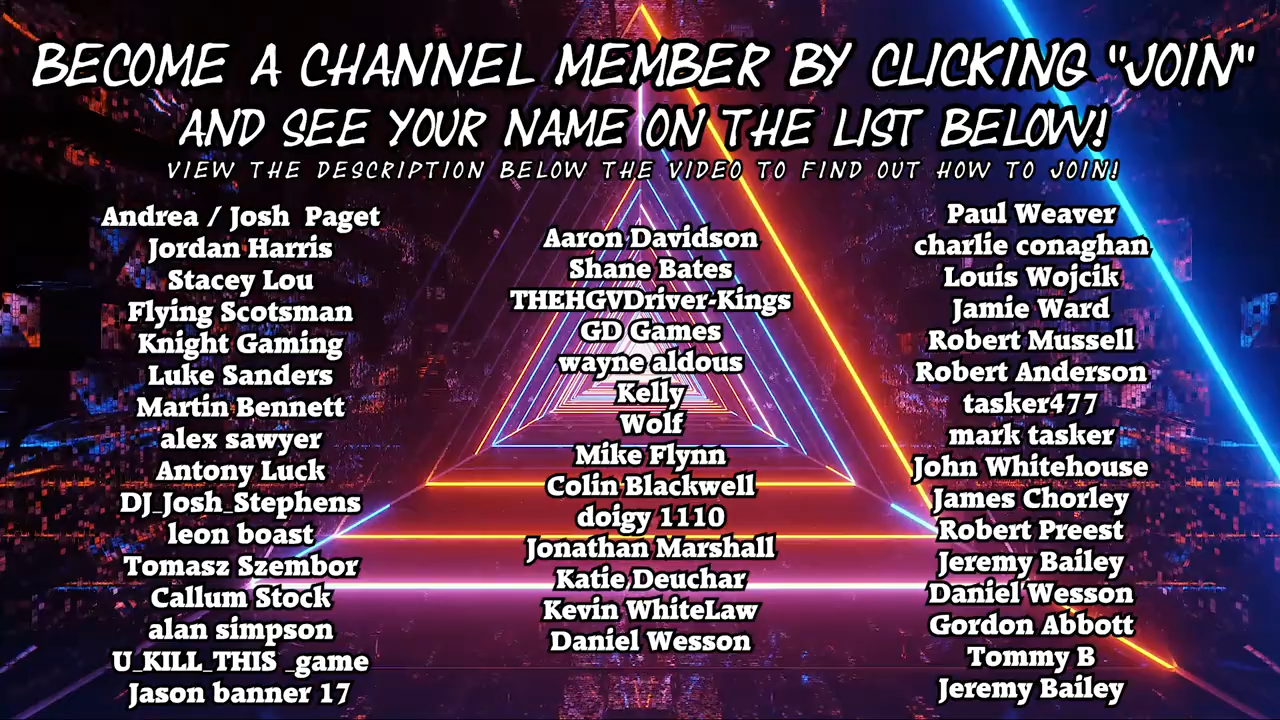 BECOME A CHANNEL MEMBER BY CLICKING "JOIN"
AND SEE YOUR NAME ON THE LIST BELOW!
VIEW THE DESCRIPTION BELOW THE VIDEO TO FIND OUT HOW TO JOIN!
Andrea / Josh  Paget
Jordan Harris
Stacey Lou
Flying Scotsman
Knight Gaming
Luke Sanders
Martin Bennett
alex sawyer
Antony Luck
DJ_Josh_Stephens
leon boast
Tomasz Szembor
Callum Stock
alan simpson
U_KILL_THIS _game
Jason banner 17
Aaron Davidson
Shane Bates
THEHGVDriver-Kings
GD Games
wayne aldous
Kelly
Wolf
Mike Flynn
Colin Blackwell
doigy 1110
Jonathan Marshall
Katie Deuchar
Kevin WhiteLaw
Daniel Wesson
Paul Weaver
charlie conaghan
Louis Wojcik
Jamie Ward
Robert Mussell
Robert Anderson
tasker477
mark tasker
John Whitehouse
James Chorley
Robert Preest
Jeremy Bailey
Daniel Wesson
Gordon Abbott
Tommy B
Jeremy Bailey